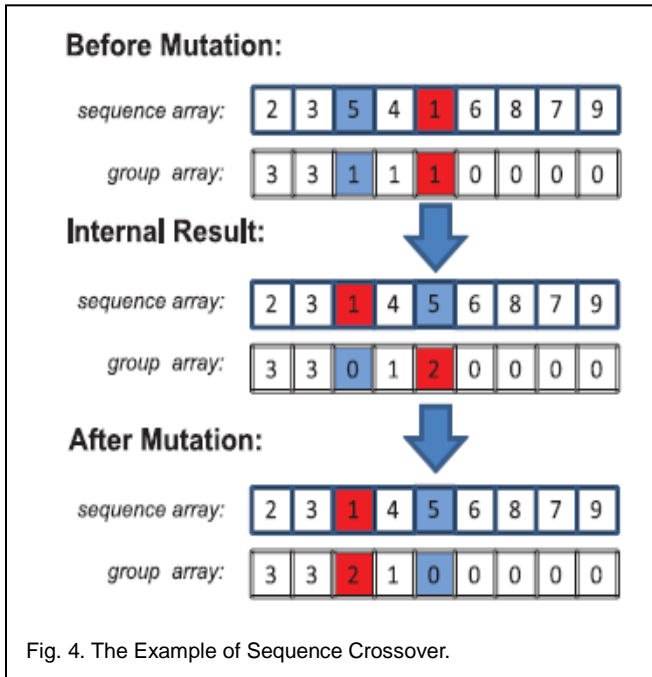 Before Mutation:
sequence array: 2 3 5 4 1 6 8 7 9
group array: 3 3 1 1 1 0 0 0 0
Internal Result:
sequence array: 2 3 1 4 5 6 8 7 9
group array: 3 3 0 1 2 0 0 0 0
After Mutation:
sequence array: 2 3 1 4 5 6 8 7 9
group array: 3 3 2 1 0 0 0 0 0
Fig. 4. The Example of Sequence Crossover.